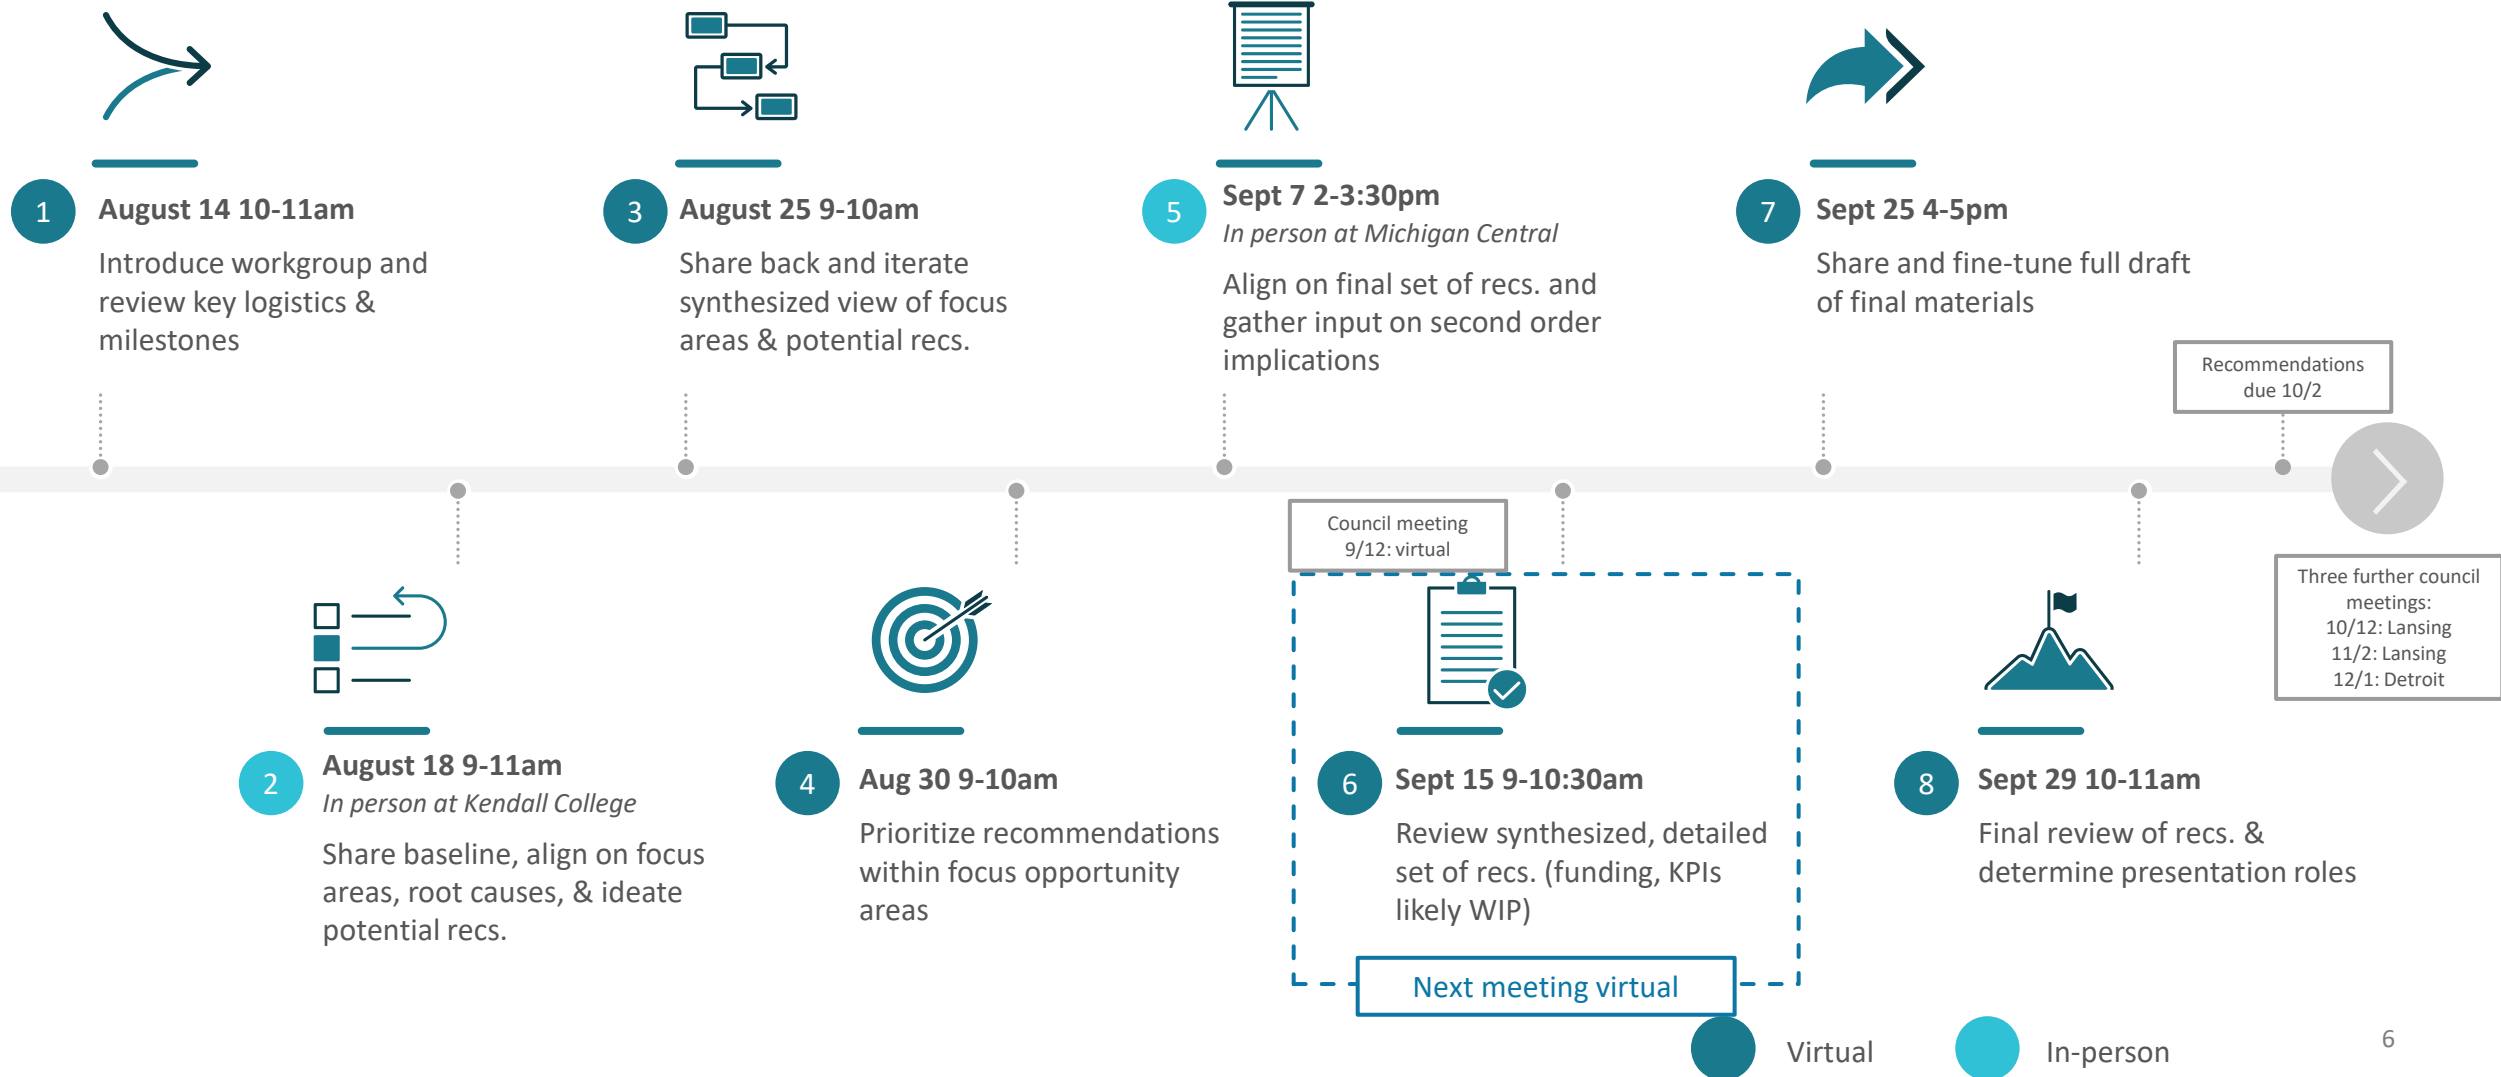 1
August 14 10-11am
Introduce workgroup and
review key logistics &
milestones
3
August 25 9-10am
Share back and iterate
synthesized view of focus
areas & potential recs.
5
Sept 7 2-3:30pm
In person at Michigan Central
Align on final set of recs. and
gather input on second order
implications
7
Sept 25 4-5pm
Share and fine-tune full draft
of final materials
Recommendations
due 10/2
Council meeting
9/12: virtual
Three further council
meetings:
10/12: Lansing
11/2: Lansing
12/1: Detroit
2
August 18 9-11am
In person at Kendall College
Share baseline, align on focus
areas, root causes, & ideate
potential recs.
4
Aug 30 9-10am
Prioritize recommendations
within focus opportunity
areas
6
Sept 15 9-10:30am
Review synthesized, detailed
set of recs. (funding, KPIs
likely WIP)
Next meeting virtual
8
Sept 29 10-11am
Final review of recs. &
determine presentation roles
Virtual
In-person
6